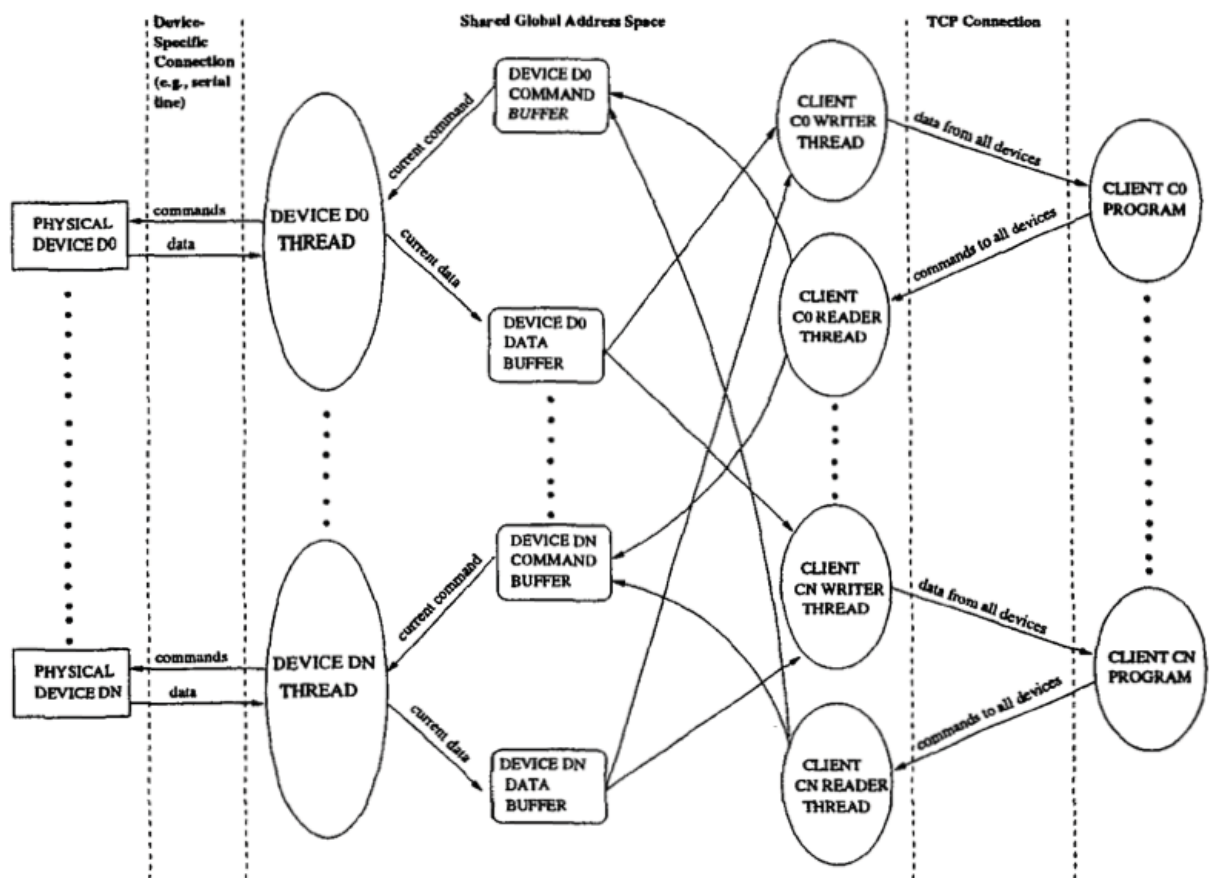 Device-
Specific
Connection
(e.g., serial
line)
Shared Global Address Space
TCP Connection
DEVICE D0
COMMAND
BUFFER
CLIENT
C0 WRITER
THREAD
current command
data from all devices
PHYSICAL
DEVICE D0
commands
data
DEVICE D0
THREAD
CLIENT C0
PROGRAM
current data
commands to all devices
CLIENT
C0 READER
THREAD
DEVICE D0
DATA
BUFFER
DEVICE DN
COMMAND
BUFFER
CLIENT
CN WRITER
THREAD
current command
data from all devices
PHYSICAL
DEVICE DN
commands
data
DEVICE DN
THREAD
CLIENT CN
PROGRAM
current data
commands to all devices
DEVICE DN
DATA
BUFFER
CLIENT
CN READER
THREAD